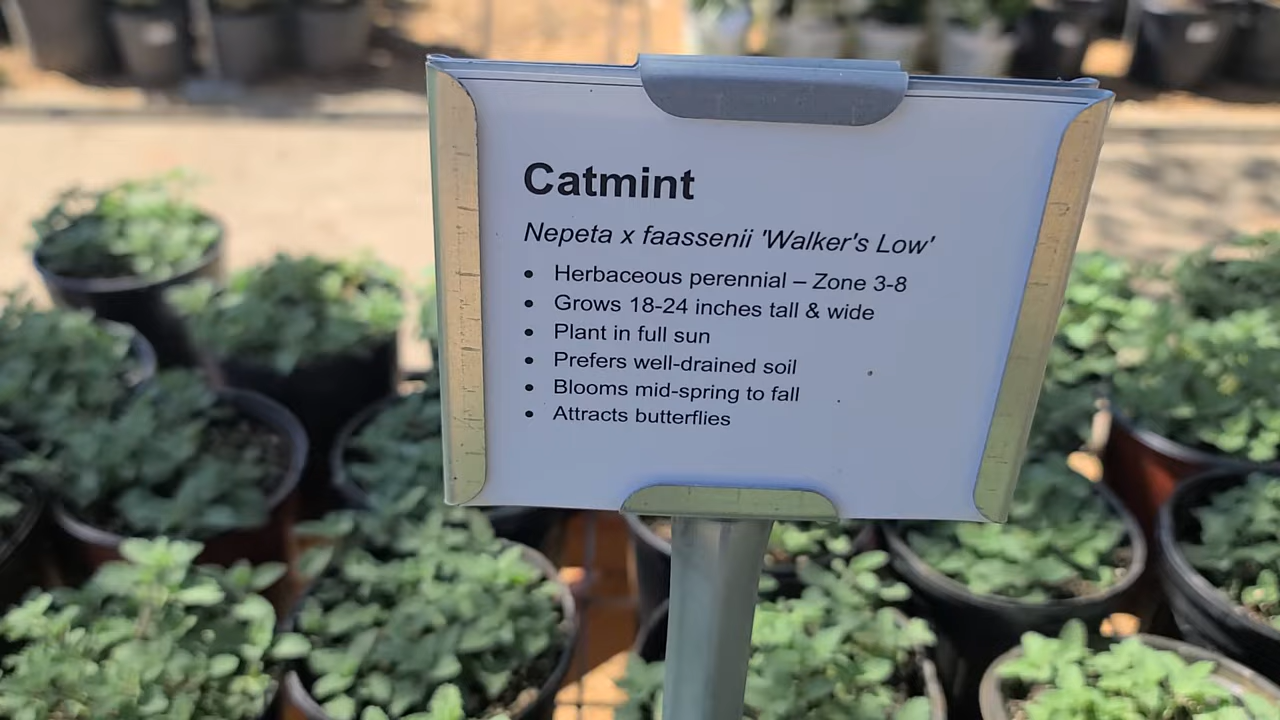 Catmint
Nepeta x faassenii 'Walker's Low'
• Herbaceous perennial – Zone 3-8
• Grows 18-24 inches tall & wide
• Plant in full sun
• Prefers well-drained soil
• Blooms mid-spring to fall
• Attracts butterflies